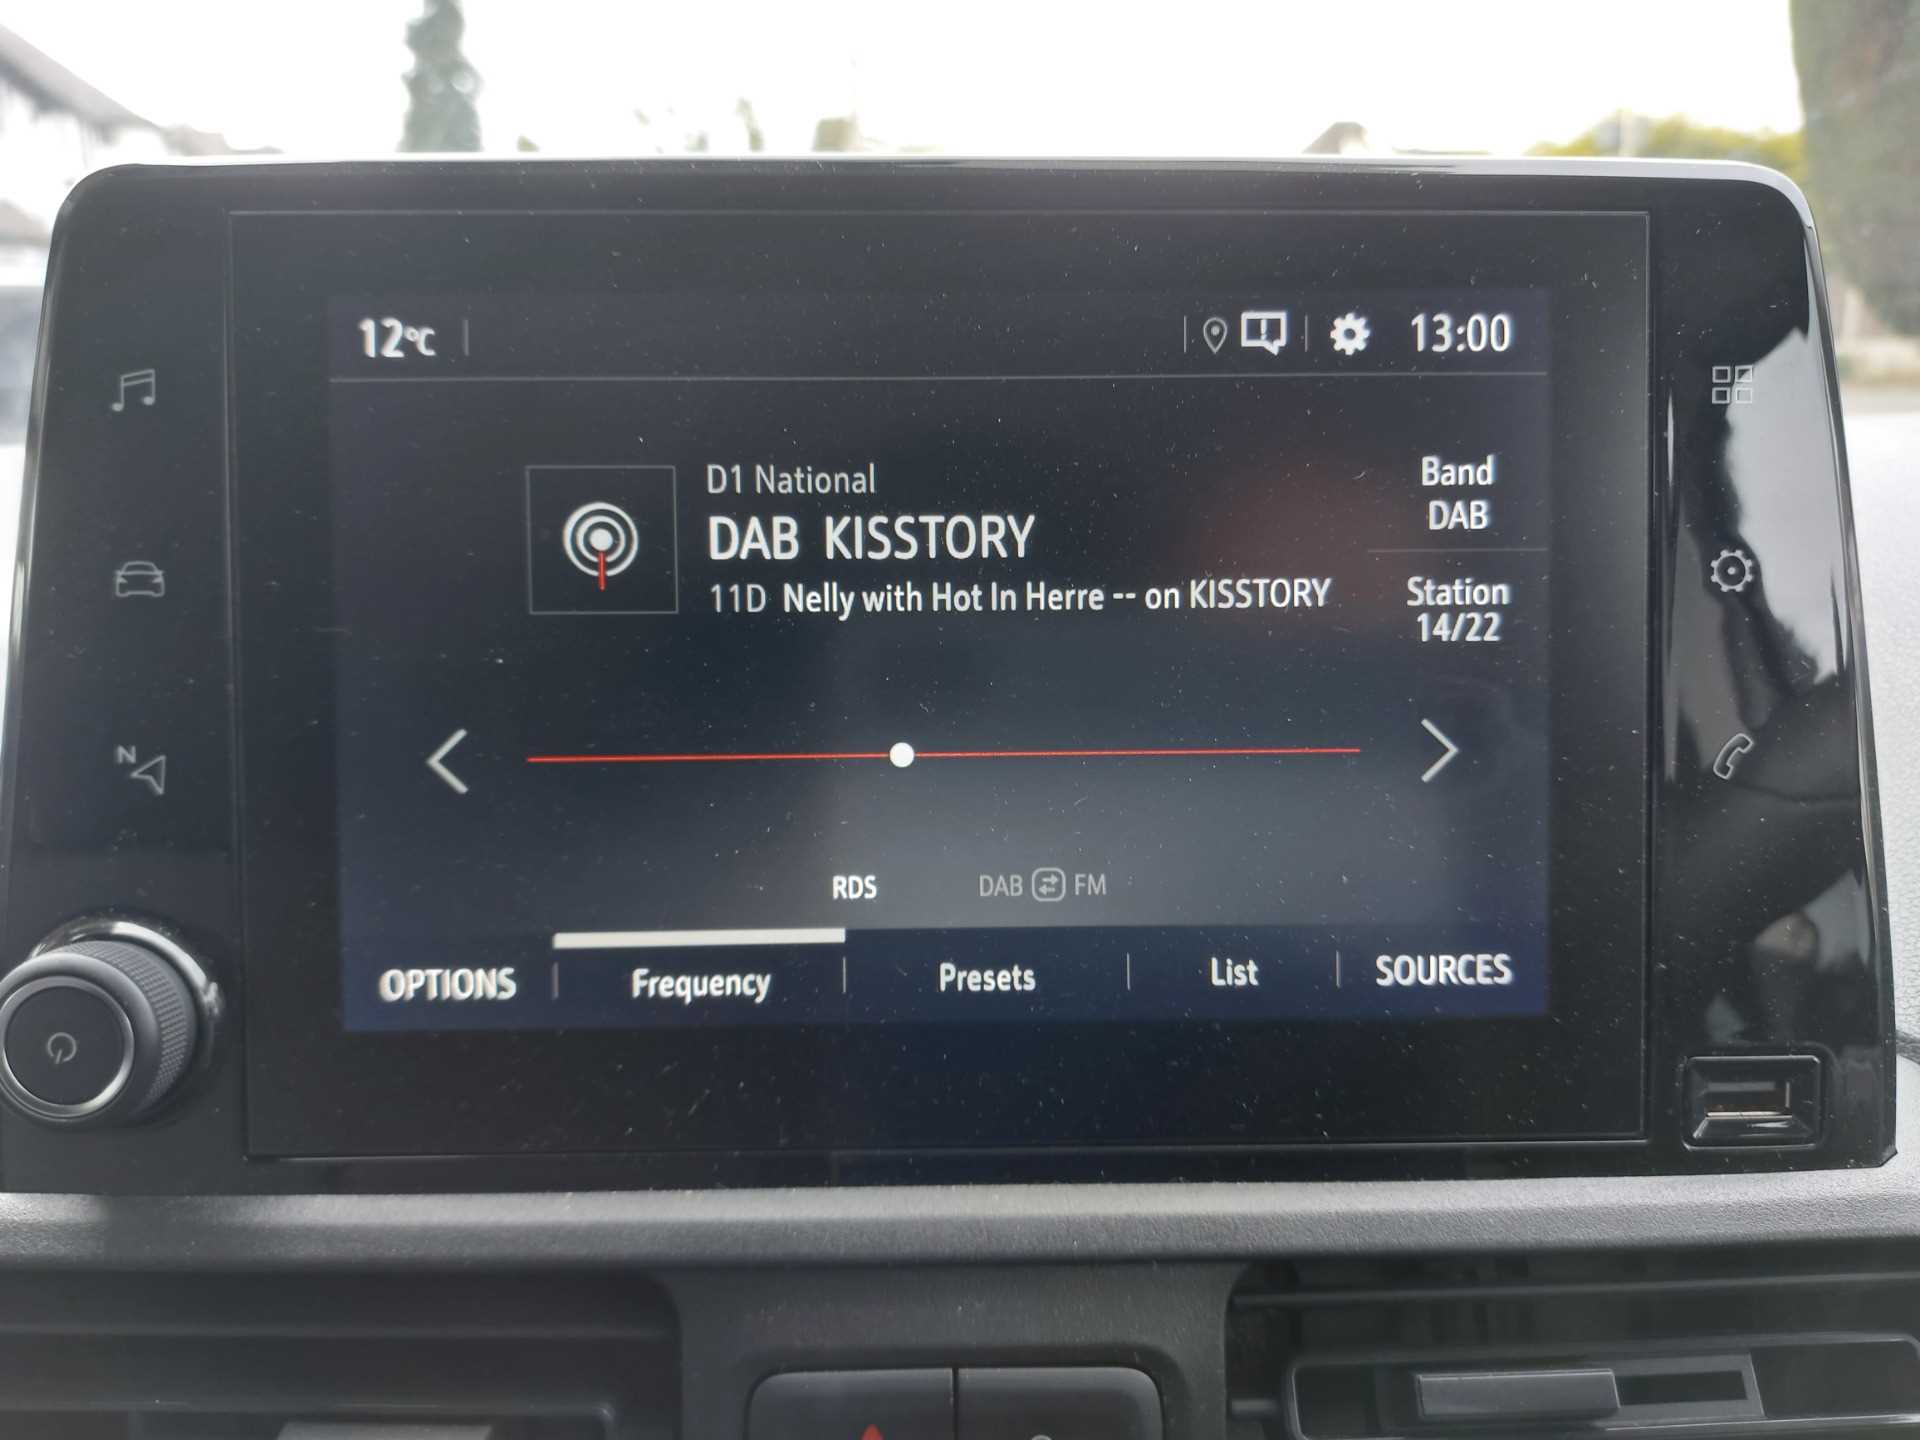 12°C
13:00
D1 National
Band
DAB
DAB KISSTORY
11D Nelly with Hot In Herre -- on KISSTORY
Station
14/22
N
RDS
DAB FM
OPTIONS
Frequency
Presets
List
SOURCES